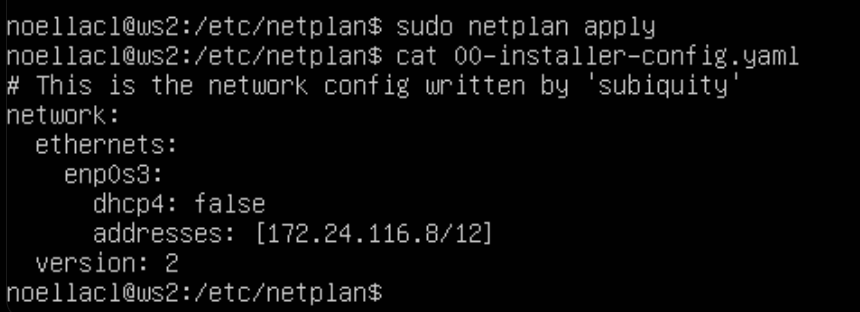 noellacl@ws2:/etc/netplan$ sudo netplan apply
noellacl@ws2:/etc/netplan$ cat 00-installer-config.yaml
# This is the network config written by 'subiquity'
network:
  ethernets:
    enp0s3:
      dhcp4: false
      addresses: [172.24.116.8/12]
  version: 2
noellacl@ws2:/etc/netplan$